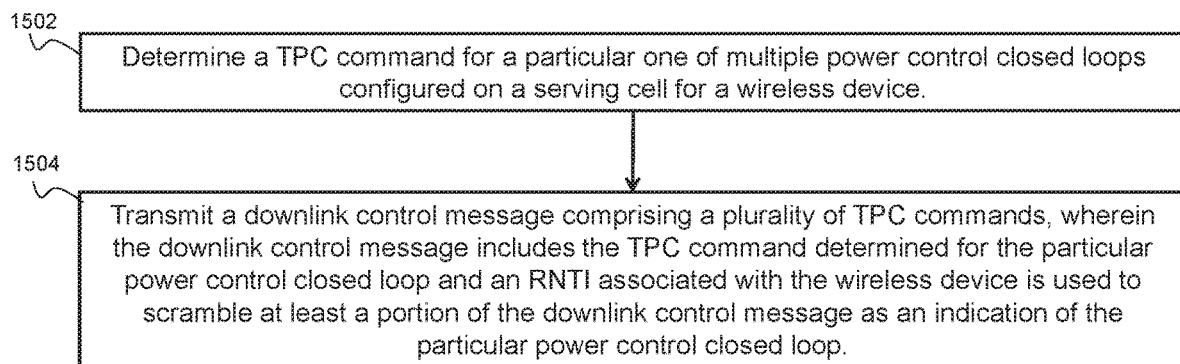 1502
Determine a TPC command for a particular one of multiple power control closed loops
configured on a serving cell for a wireless device.
1504
Transmit a downlink control message comprising a plurality of TPC commands, wherein
the downlink control message includes the TPC command determined for the particular
power control closed loop and an RNTI associated with the wireless device is used to
scramble at least a portion of the downlink control message as an indication of the
particular power control closed loop.